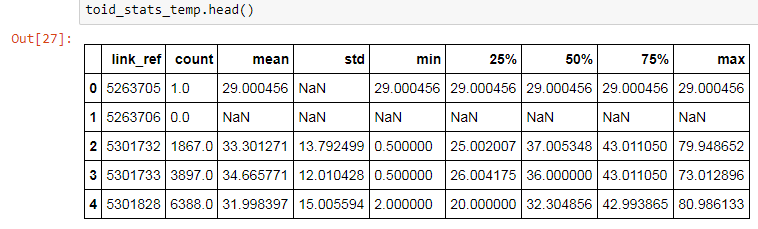 toid_stats_temp.head()
Out[27]:
link_ref count mean std min 25% 50% 75% max
0 5263705 1.0 29.000456 NaN 29.000456 29.000456 29.000456 29.000456 29.000456
1 5263706 0.0 NaN NaN NaN NaN NaN NaN NaN
2 5301732 1867.0 33.301271 13.792499 0.500000 25.002007 37.005348 43.011050 79.948652
3 5301733 3897.0 34.665771 12.010428 0.500000 26.004175 36.000000 43.011050 73.012896
4 5301828 6388.0 31.998397 15.005594 2.000000 20.000000 32.304856 42.993865 80.986133